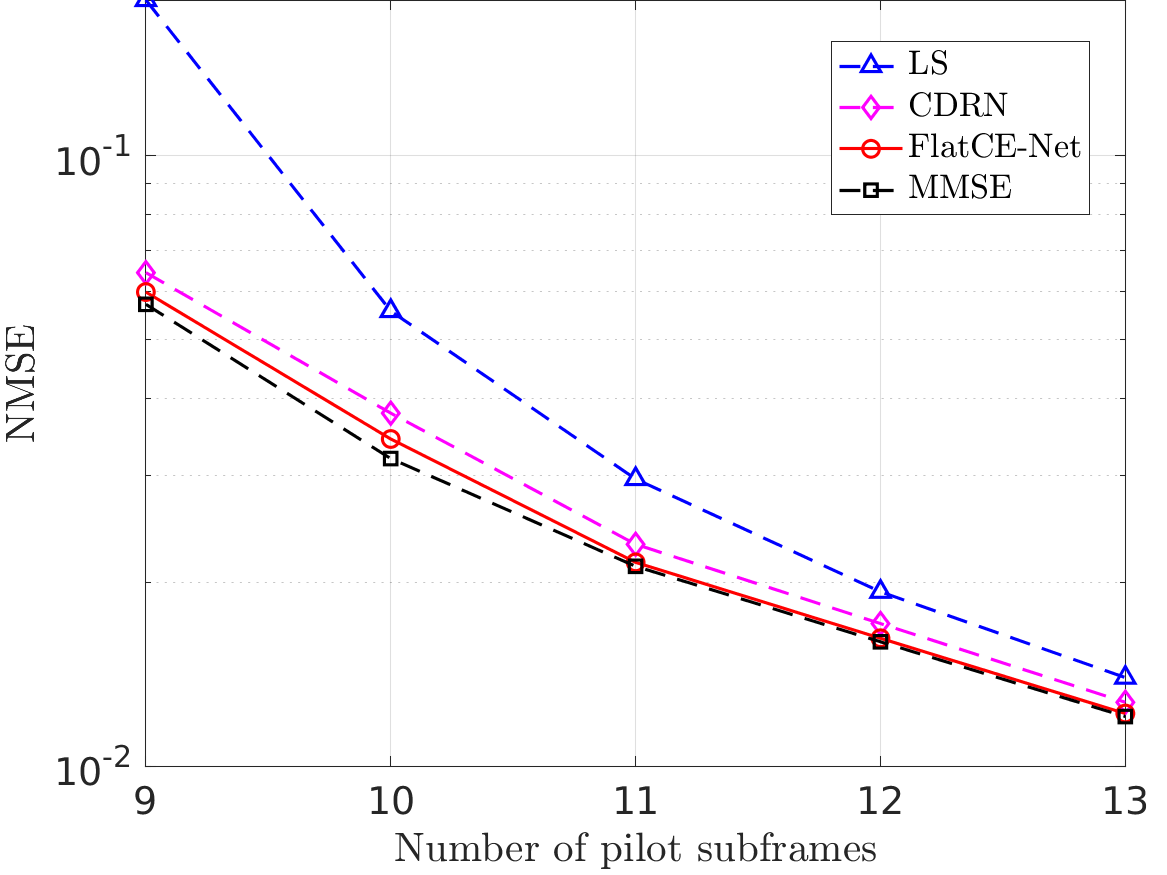 LS
CDRN
FlatCE-Net
MMSE
10-1
10-2
NMSE
9 10 11 12 13
Number of pilot subframes